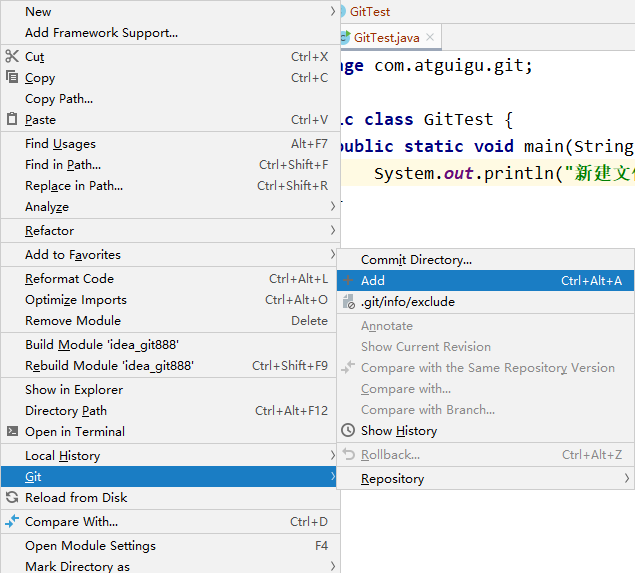 New
Add Framework Support...
Cut Ctrl+X
Copy Ctrl+C
Copy Path...
Paste Ctrl+V
Find Usages Alt+F7
Find in Path... Ctrl+Shift+F
Replace in Path... Ctrl+Shift+R
Analyze
Refactor
Add to Favorites
Reformat Code Ctrl+Alt+L
Optimize Imports Ctrl+Alt+O
Remove Module Delete
Build Module 'idea_git888'
Rebuild Module 'idea_git888' Ctrl+Shift+F9
Show in Explorer
Directory Path Ctrl+Alt+F12
Open in Terminal
Local History
Git
Reload from Disk
Compare With... Ctrl+D
Open Module Settings F4
Mark Directory as
GitTest
GitTest.java
age com.atguigu.git;
ic class GitTest {
public static void main(String
System.out.println("新建文
Commit Directory...
Add Ctrl+Alt+A
.git/info/exclude
Annotate
Show Current Revision
Compare with the Same Repository Version
Compare with...
Compare with Branch...
Show History
Rollback... Ctrl+Alt+Z
Repository